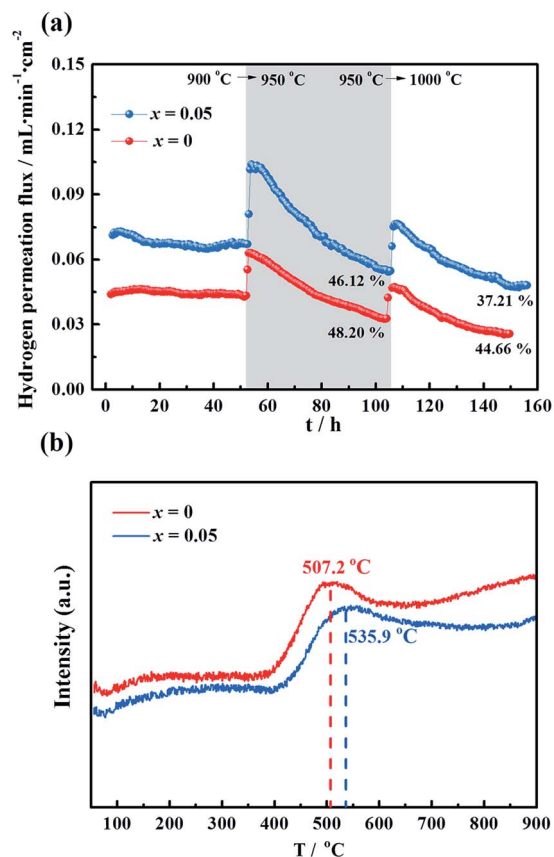 (a)
0.15
0.12
0.09
0.06
0.03
0.00
Hydrogen permeation flux / mL·min⁻¹·cm⁻²
900 °C → 950 °C
950 °C → 1000 °C
x = 0.05
x = 0
46.12 %
48.20 %
37.21 %
44.66 %
0 20 40 60 80 100 120 140 160
t / h
(b)
Intensity (a.u.)
x = 0
x = 0.05
507.2 °C
535.9 °C
100 200 300 400 500 600 700 800 900
T / °C